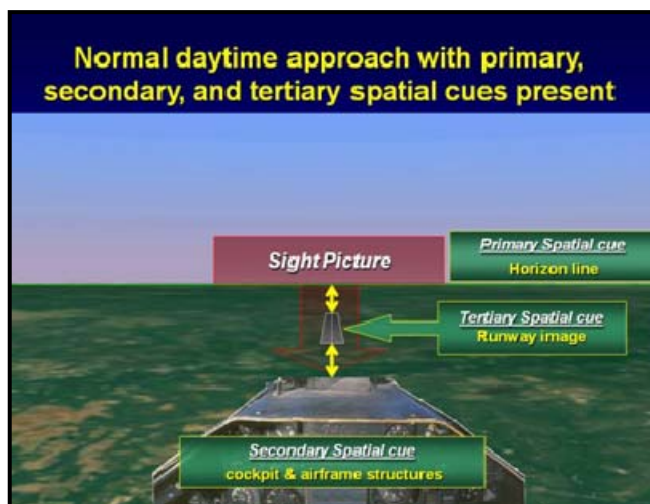 Normal daytime approach with primary,
secondary, and tertiary spatial cues present
Sight Picture
Primary Spatial cue
Horizon line
Tertiary Spatial cue
Runway image
Secondary Spatial cue
cockpit & airframe structures